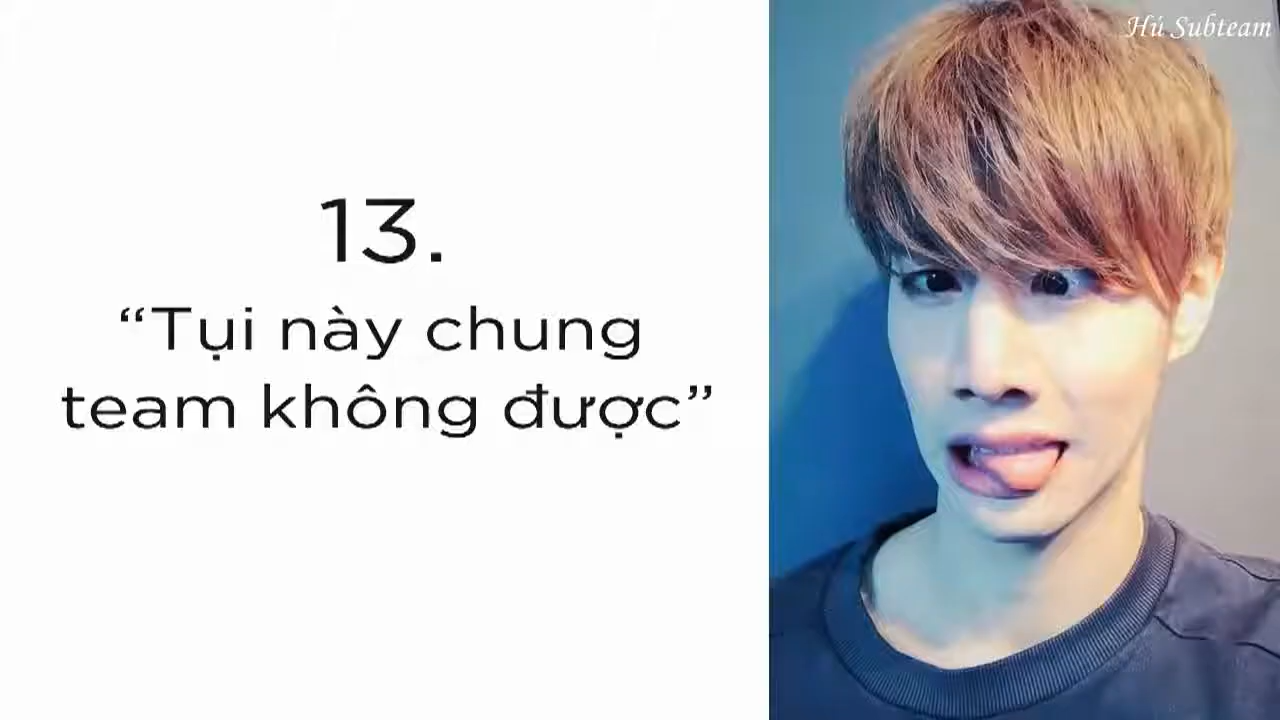 Hú Subteam
13.
“Tụi này chung
team không được”